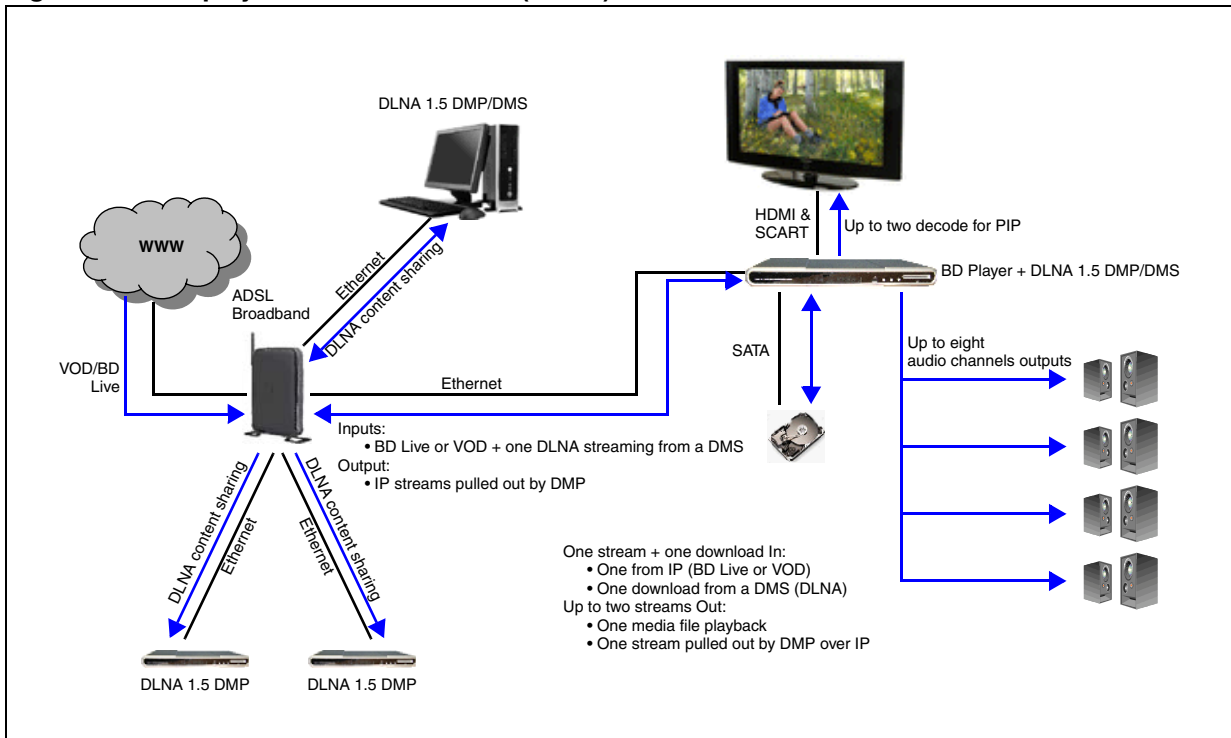 DLNA 1.5 DMP/DMS
WWW
ADSL
Broadband
Ethernet
DLNA content sharing
HDMI &
SCART
Up to two decode for PIP
BD Player + DLNA 1.5 DMP/DMS
VOD/BD
Live
Ethernet
SATA
Up to eight
audio channels outputs
Inputs:
• BD Live or VOD + one DLNA streaming from a DMS
Output:
• IP streams pulled out by DMP
DLNA content sharing
Ethernet
Ethernet
DLNA content sharing
One stream + one download In:
• One from IP (BD Live or VOD)
• One download from a DMS (DLNA)
Up to two streams Out:
• One media file playback
• One stream pulled out by DMP over IP
DLNA 1.5 DMP
DLNA 1.5 DMP